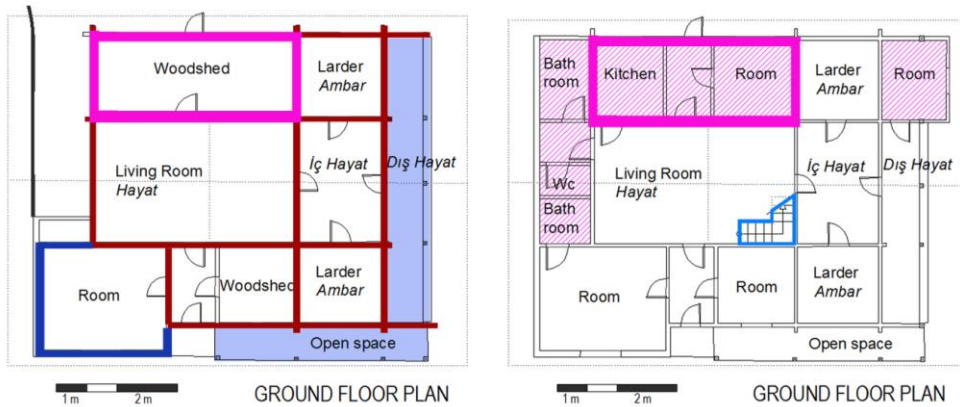 Woodshed
Larder
Ambar
Living Room
Hayat
İç Hayat
Dış Hayat
Room
Woodshed
Larder
Ambar
Open space
1 m 2 m
GROUND FLOOR PLAN
Bath
room
Kitchen
Room
Larder
Ambar
Room
Living Room
Hayat
İç Hayat
Dış Hayat
Wc
Bath
room
Room
Room
Larder
Ambar
Open space
1 m 2 m
GROUND FLOOR PLAN